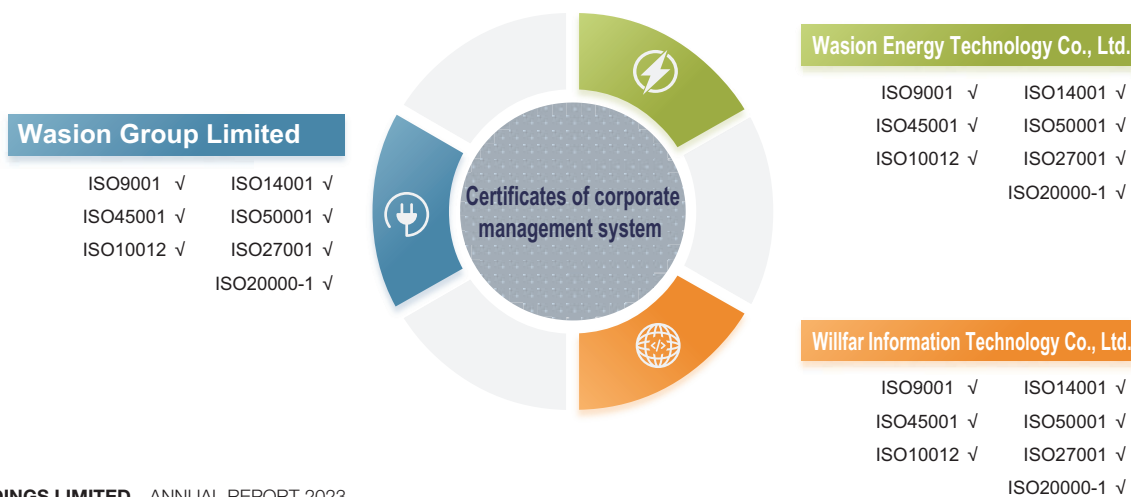 Wasion Group Limited
ISO9001 √ ISO14001 √
ISO45001 √ ISO50001 √
ISO10012 √ ISO27001 √
ISO20000-1 √
Certificates of corporate
management system
Wasion Energy Technology Co., Ltd.
ISO9001 √ ISO14001 √
ISO45001 √ ISO50001 √
ISO10012 √ ISO27001 √
ISO20000-1 √
Willfar Information Technology Co., Ltd.
ISO9001 √ ISO14001 √
ISO45001 √ ISO50001 √
ISO10012 √ ISO27001 √
ISO20000-1 √
LIMITED ANNUAL REPORT 2023